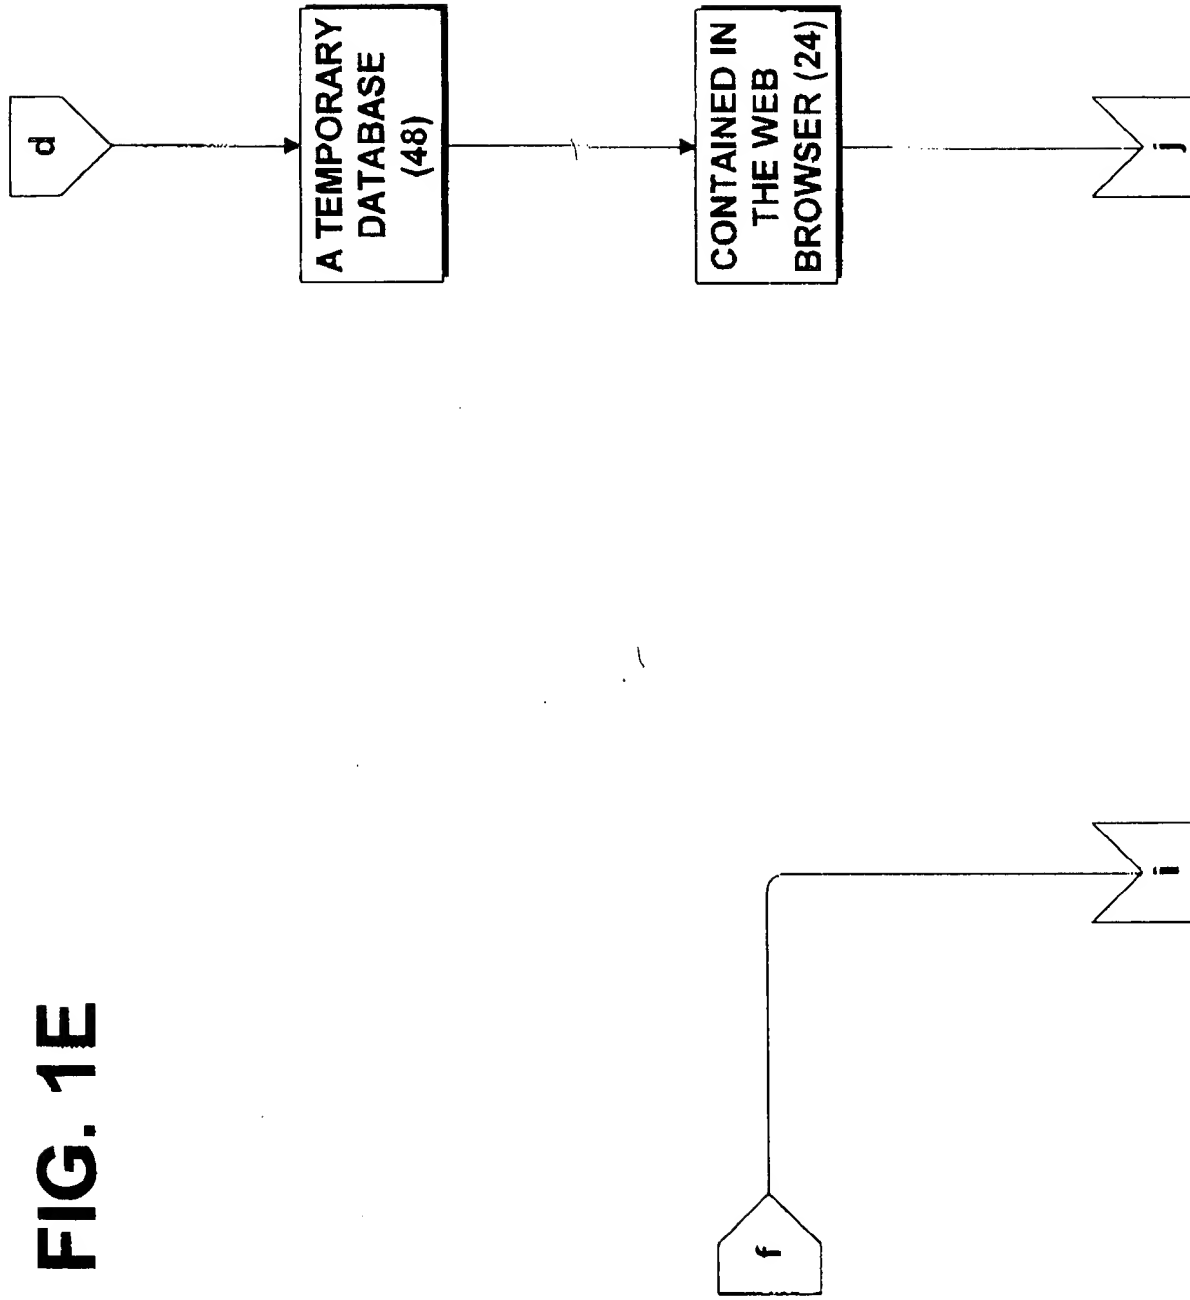 FIG. 1E
d
A TEMPORARY
DATABASE
(48)
CONTAINED IN
THE WEB
BROWSER (24)
f
i
j